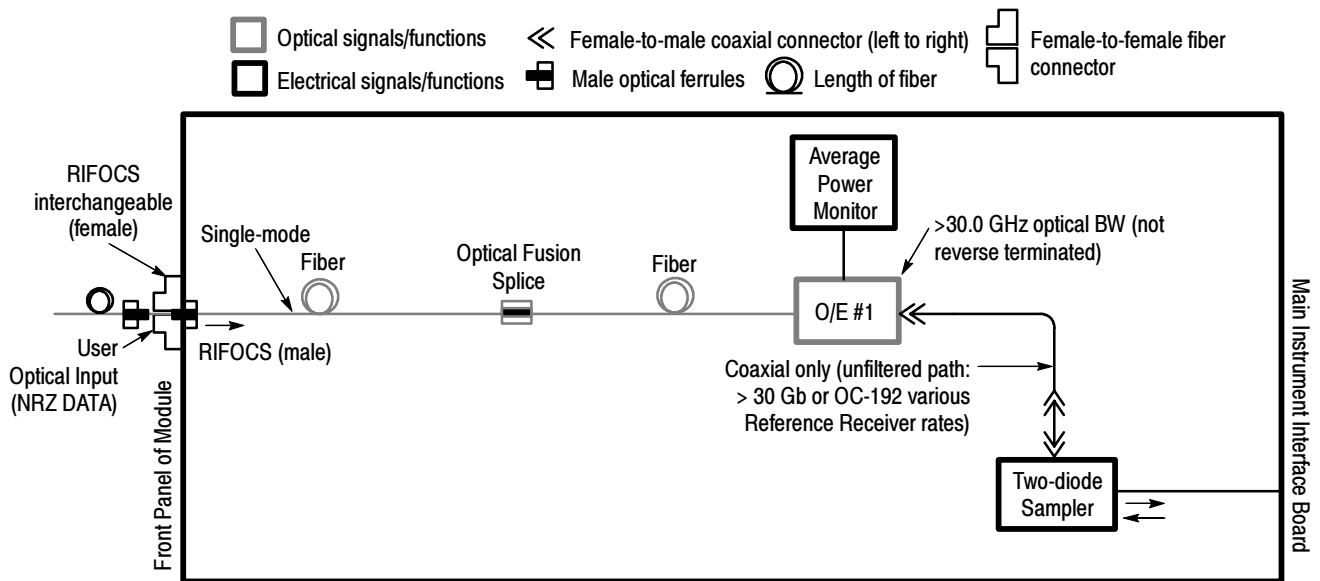 Optical signals/functions
Electrical signals/functions
Female-to-male coaxial connector (left to right)
Male optical ferrules
Length of fiber
Female-to-female fiber
connector
RIFOCS
interchangeable
(female)
Single-mode
Fiber
Optical Fusion
Splice
Fiber
Average
Power
Monitor
>30.0 GHz optical BW (not
reverse terminated)
O/E #1
User
Optical Input
(NRZ DATA)
RIFOCS (male)
Front Panel of Module
Coaxial only (unfiltered path:
> 30 Gb or OC-192 various
Reference Receiver rates)
Two-diode
Sampler
Main Instrument Interface Board